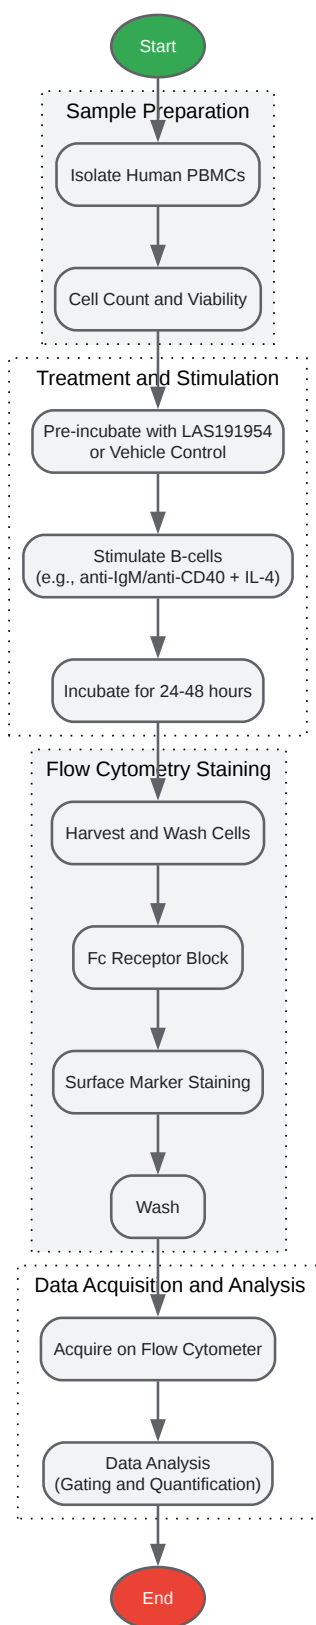 Start
Sample Preparation
Isolate Human PBMCs
Cell Count and Viability
Treatment and Stimulation
Pre-incubate with LAS191954
or Vehicle Control
Stimulate B-cells
(e.g., anti-IgM/anti-CD40 + IL-4)
Incubate for 24-48 hours
Flow Cytometry Staining
Harvest and Wash Cells
Fc Receptor Block
Surface Marker Staining
Wash
Data Acquisition and Analysis
Acquire on Flow Cytometer
Data Analysis
(Gating and Quantification)
End